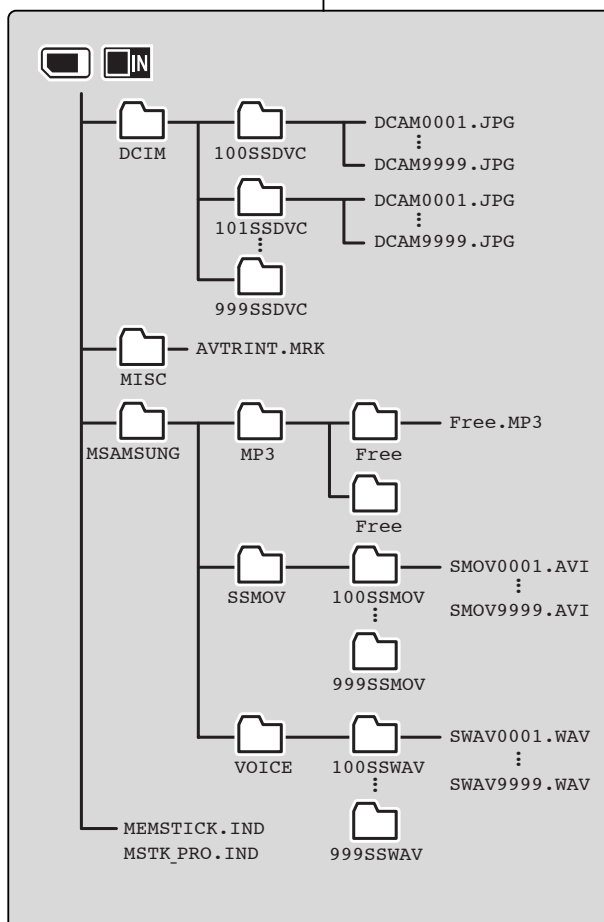 IN
DCIM
100SSDVC
DCAM0001.JPG
DCAM9999.JPG
101SSDVC
DCAM0001.JPG
DCAM9999.JPG
999SSDVC
MISC
AVTRINT.MRK
MSAMSUNG
MP3
Free
Free.MP3
Free
SSMOV
100SSMOV
SMOV0001.AVI
SMOV9999.AVI
999SSMOV
VOICE
100SSWAV
SWAV0001.WAV
SWAV9999.WAV
999SSWAV
MEMSTICK.IND
MSTK_PRO.IND